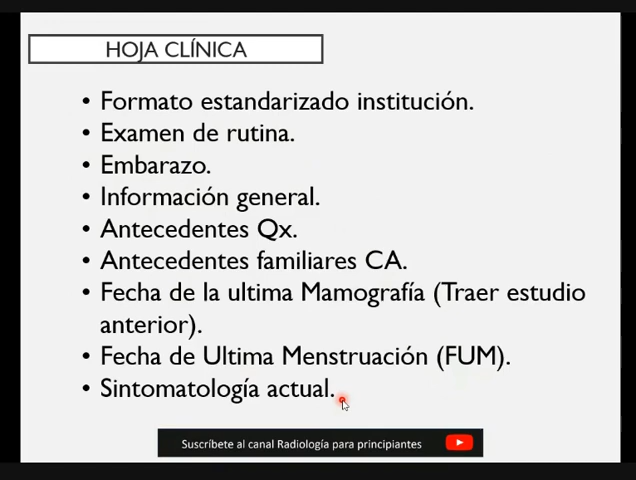 HOJA CLÍNICA
• Formato estandarizado institución.
• Examen de rutina.
• Embarazo.
• Información general.
• Antecedentes Qx.
• Antecedentes familiares CA.
• Fecha de la ultima Mamografía (Traer estudio
anterior).
• Fecha de Ultima Menstruación (FUM).
• Sintomatología actual.
Suscríbete al canal Radiología para principiantes